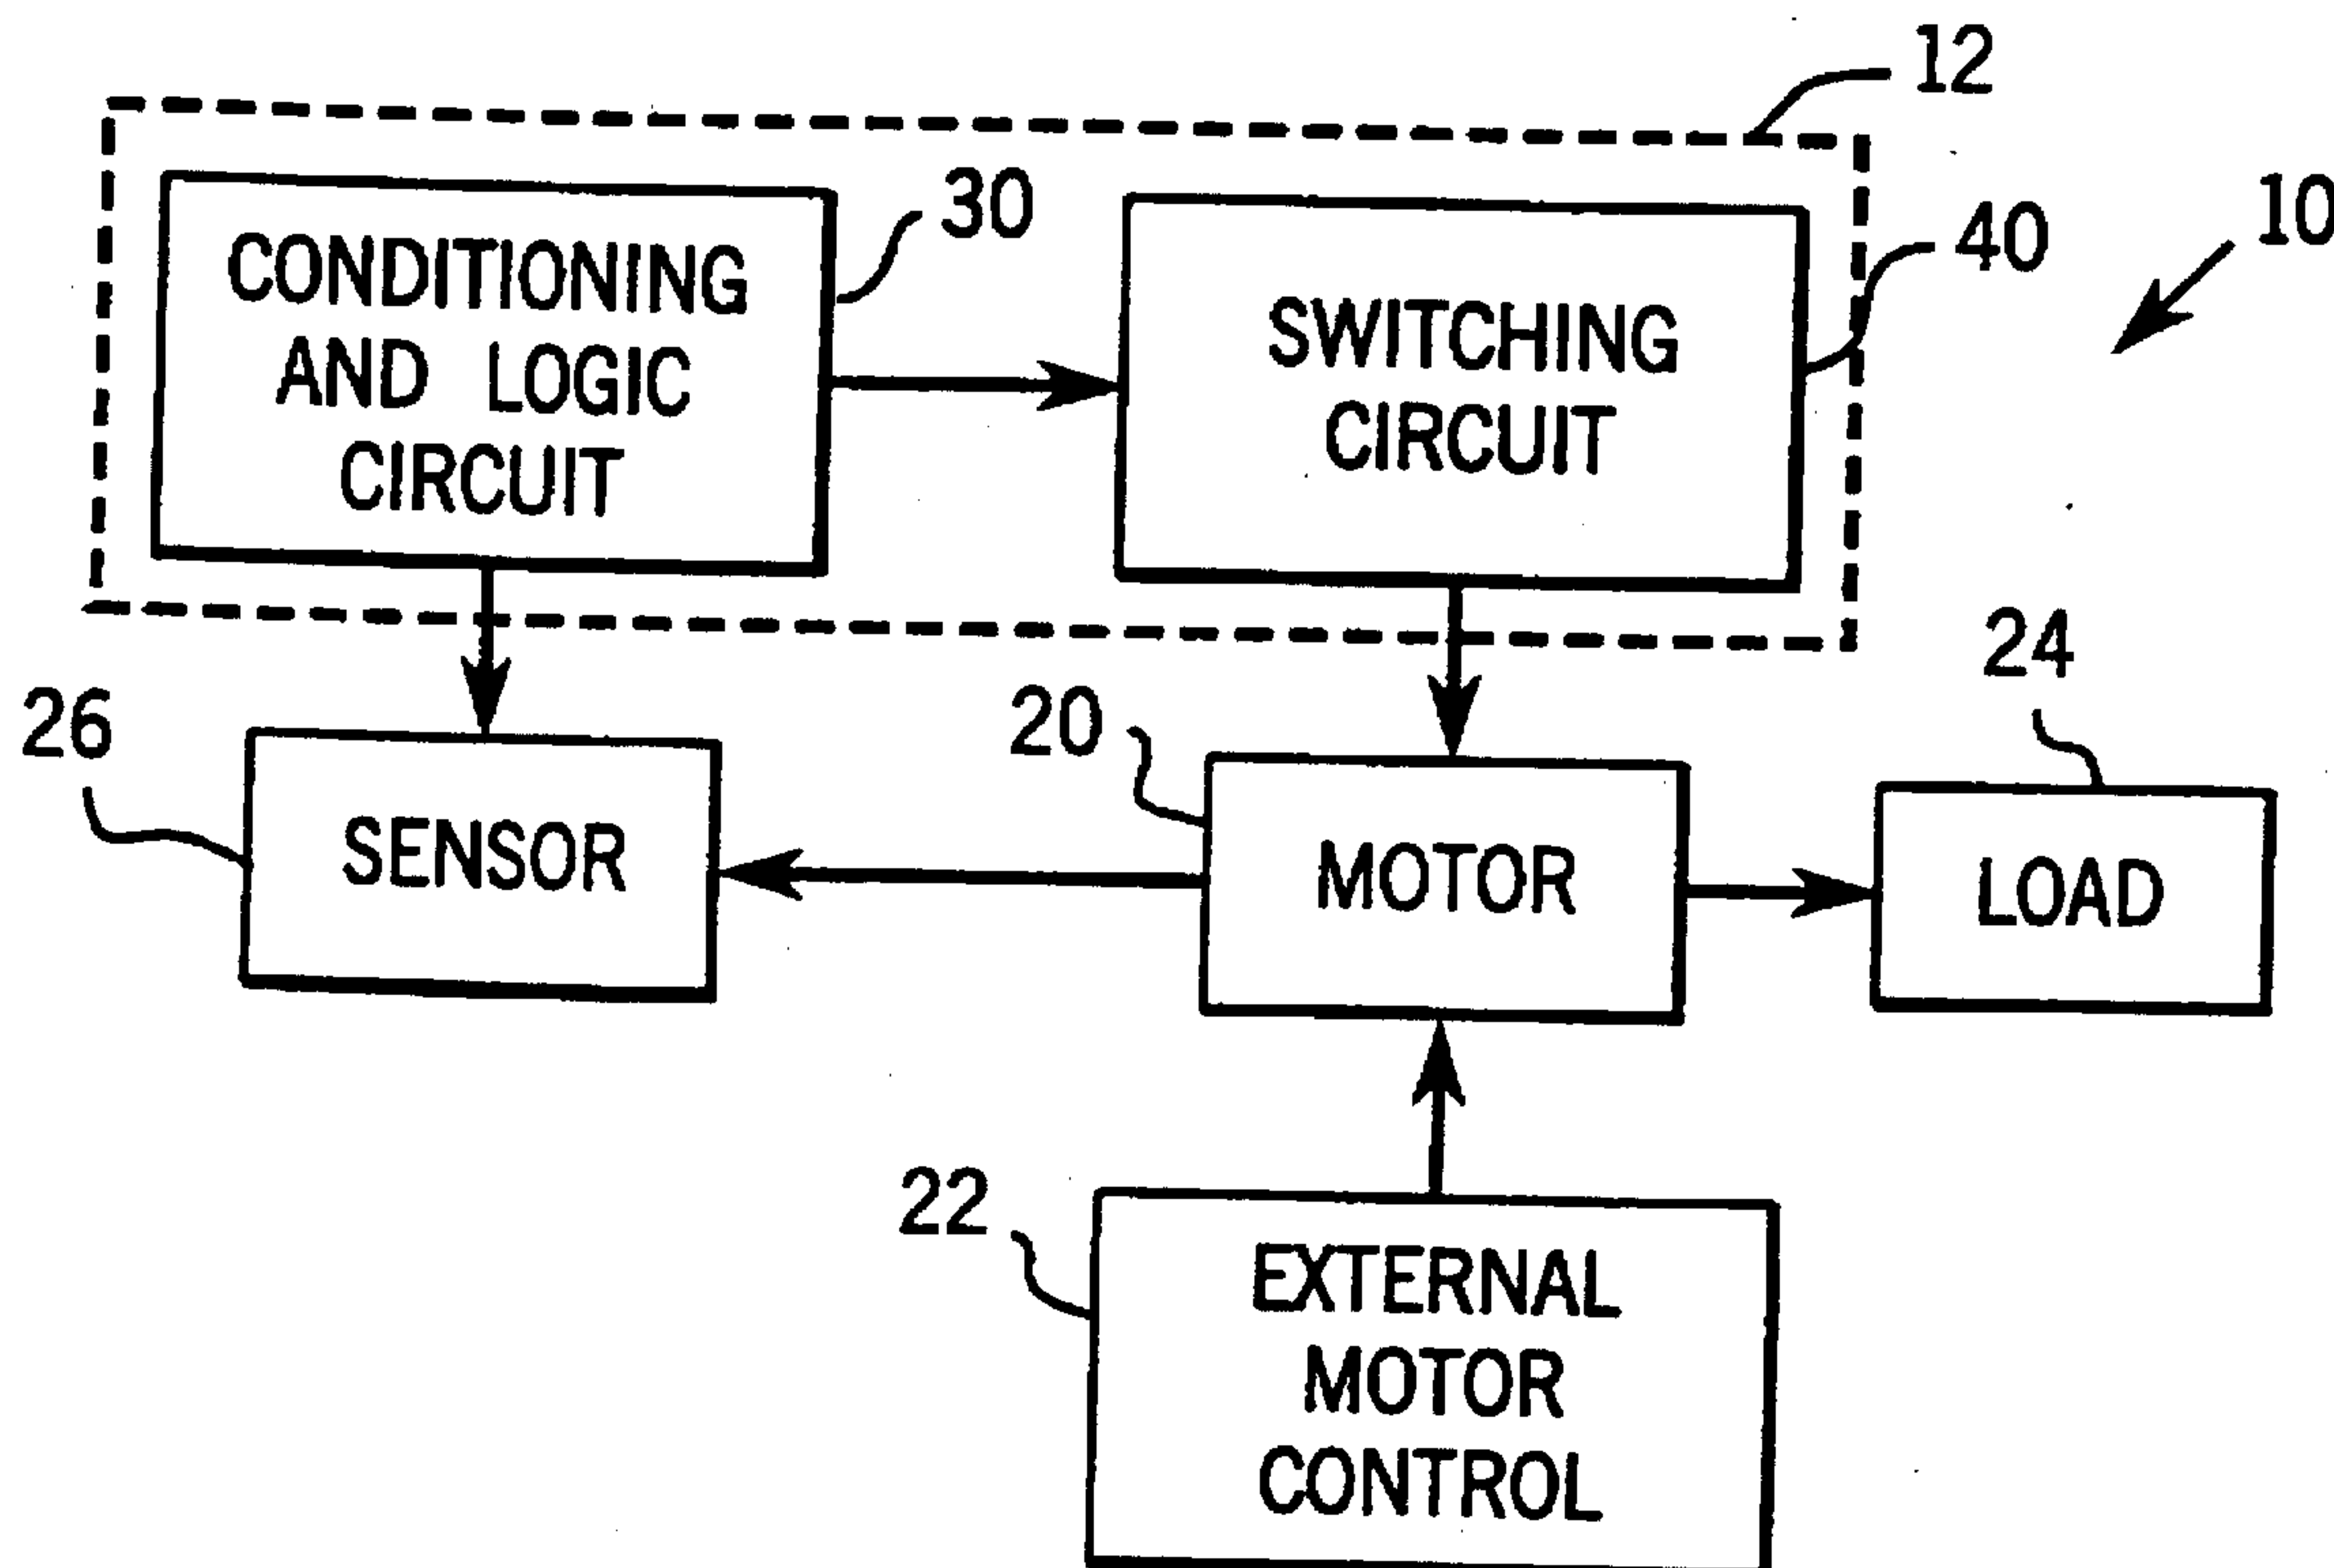 12
30
10
40
CONDITIONING
AND LOGIC
CIRCUIT
SWITCHING
CIRCUIT
24
26
20
SENSOR
MOTOR
LOAD
22
EXTERNAL
MOTOR
CONTROL